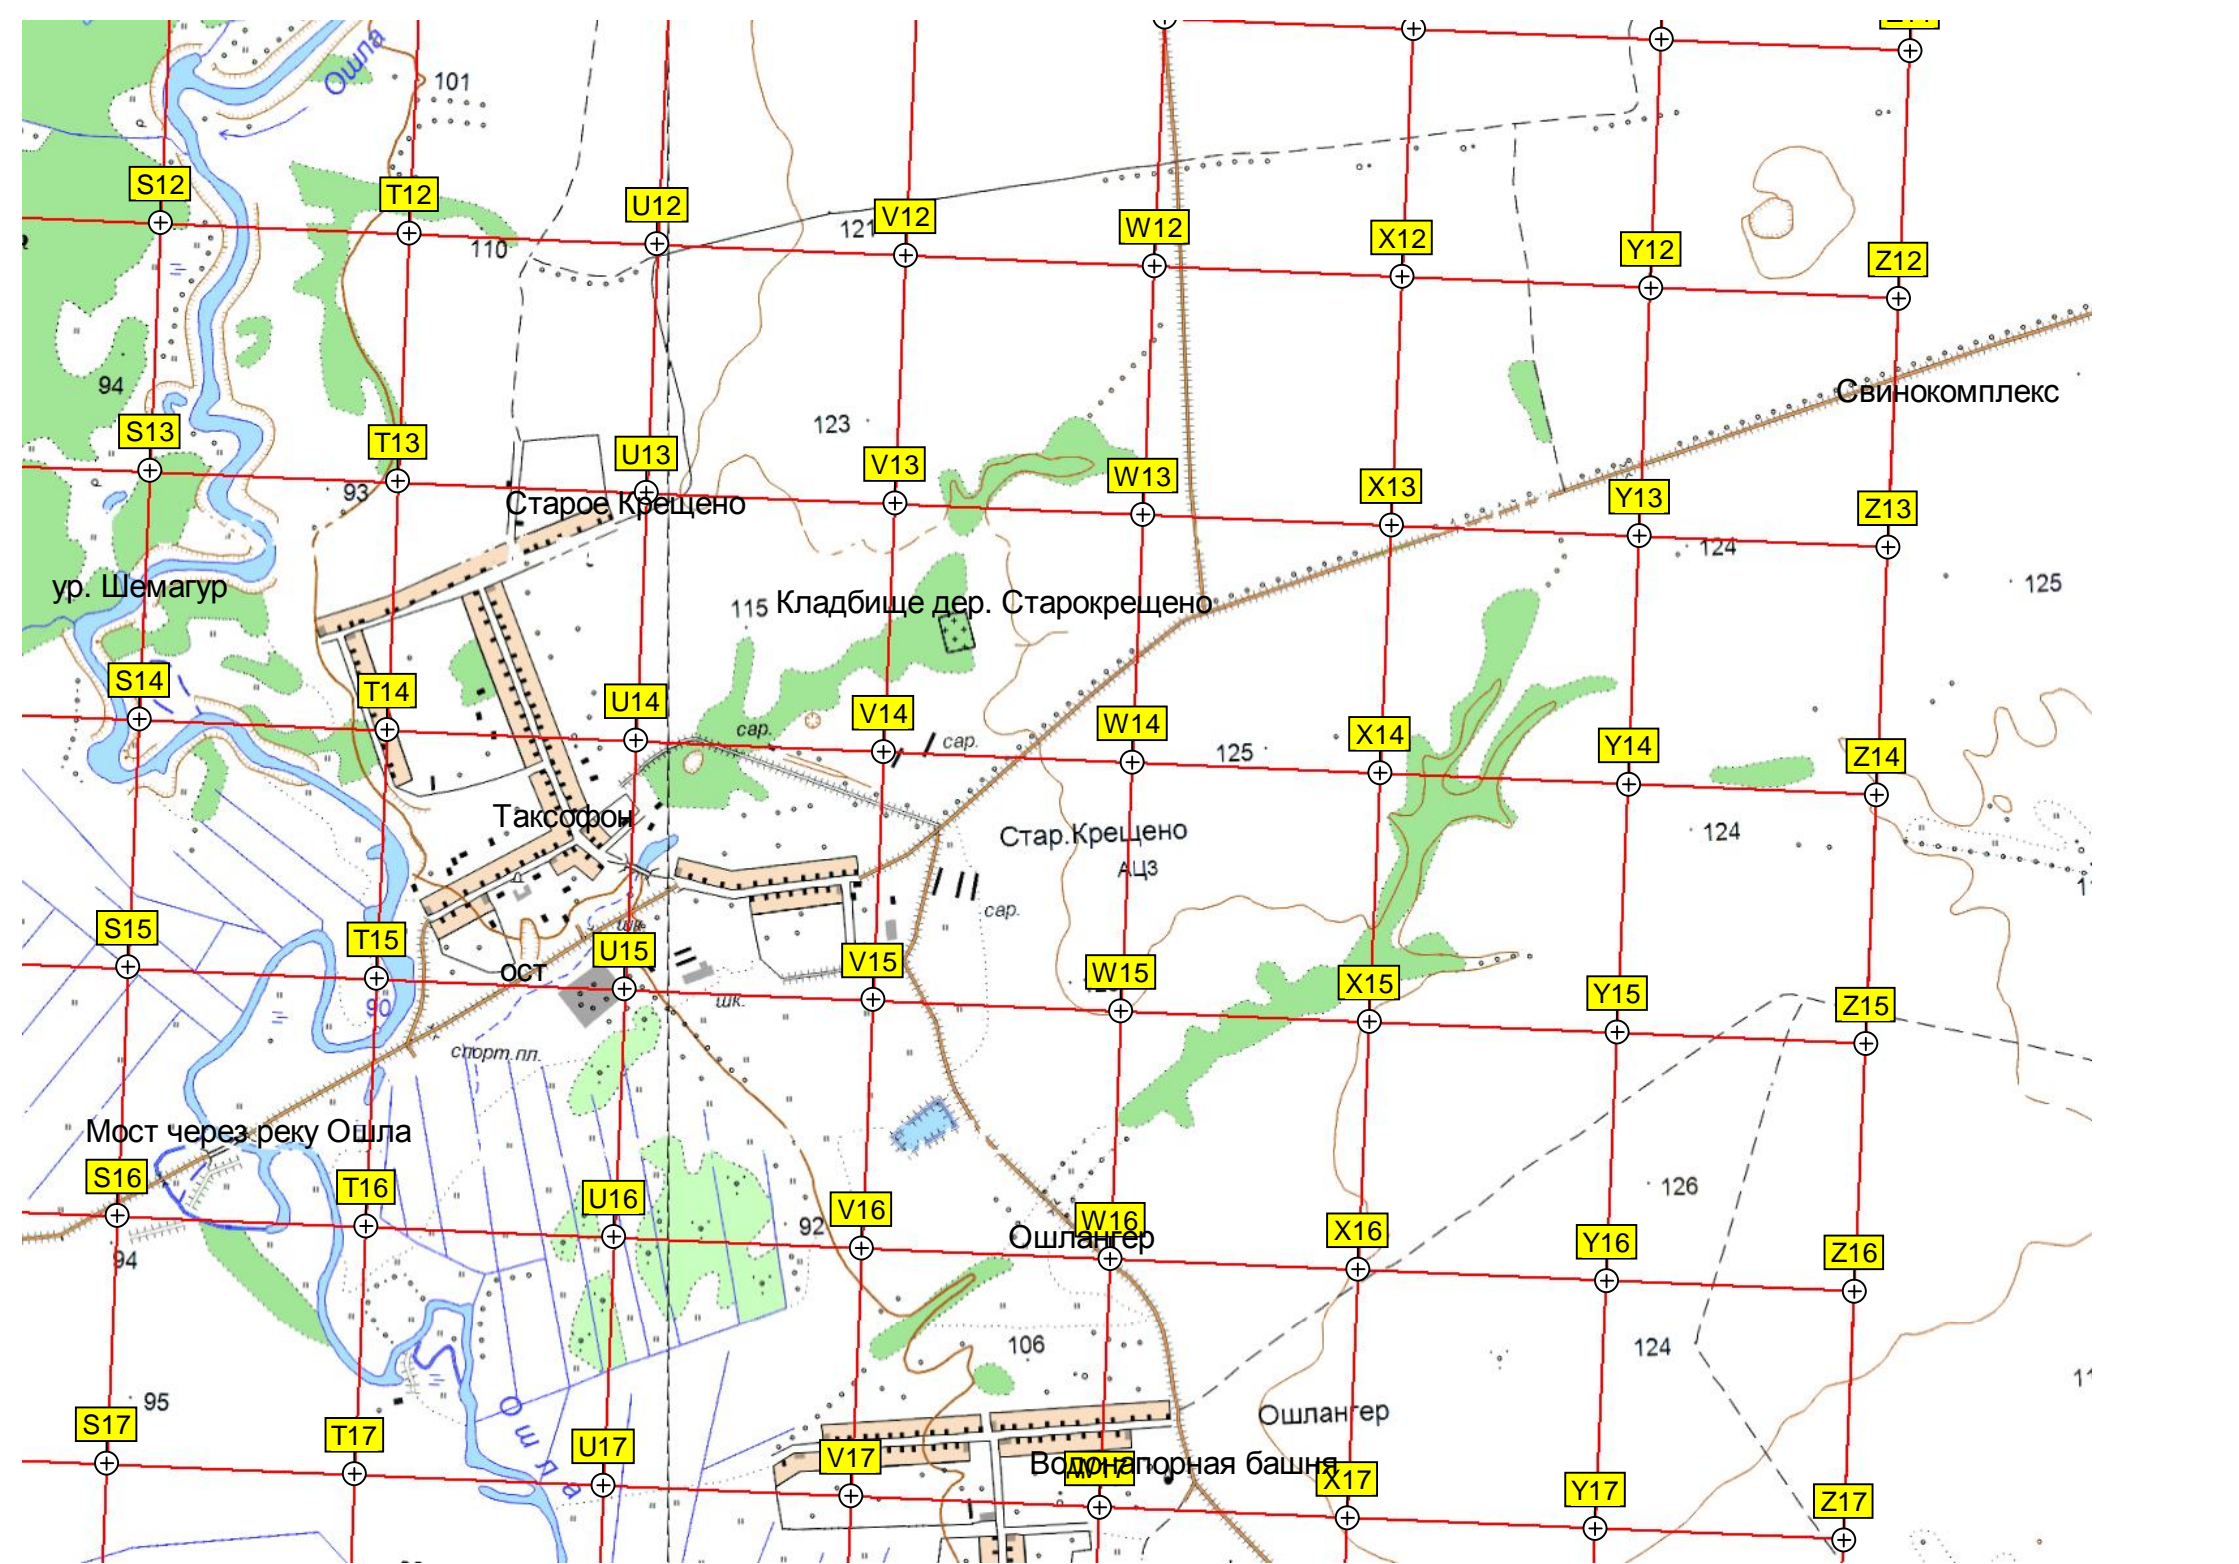 Ошла
101
S12
T12
U12
V12
W12
X12
Y12
Z12
110
121
94
Свинокомплекс
S13
T13
U13
V13
W13
X13
Y13
Z13
123
93
Старое Крещено
124
125
ур. Шемагур
115
Кладбище дер. Старокрещено
S14
T14
U14
V14
W14
X14
Y14
Z14
сар.
сар.
125
Таксофон
Стар.Крещено
АЦЗ
124
сар.
шк.
S15
T15
U15
V15
W15
X15
Y15
Z15
ост
90
шк.
спорт.пл.
Мост через реку Ошла
S16
T16
U16
V16
W16
X16
Y16
Z16
126
92
Ошлангер
94
106
124
95
Ошла
Ошлангер
S17
T17
U17
V17
W17
X17
Y17
Z17
Водонапорная башня